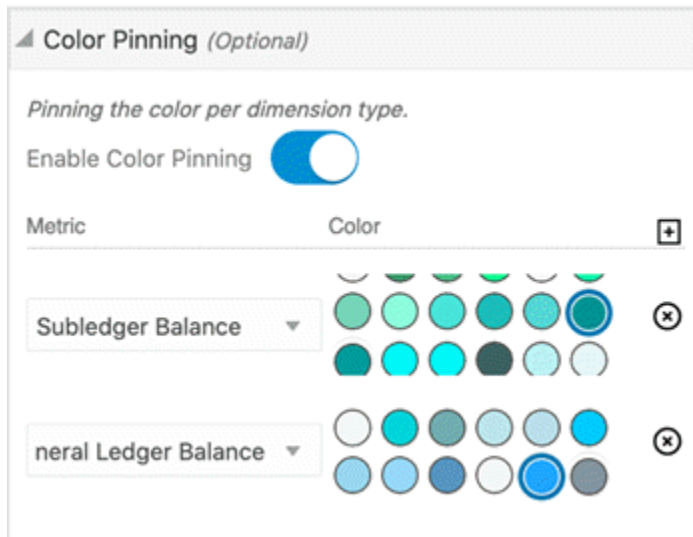 Color Pinning (Optional)
Pinning the color per dimension type.
Enable Color Pinning
Metric Color
Subledger Balance
neral Ledger Balance